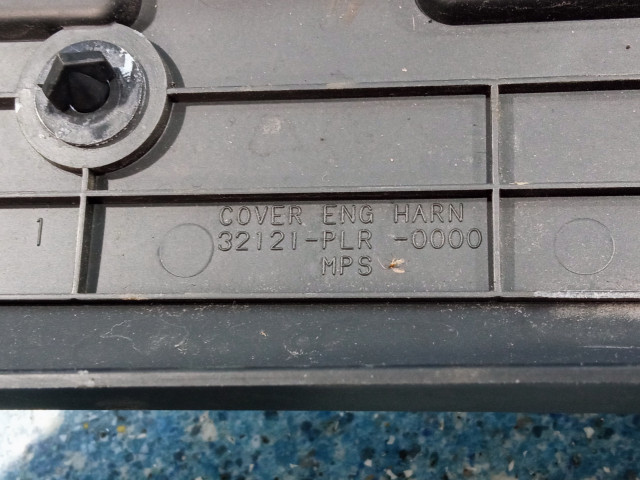 COVER ENG HARN
1
32121-PLR -0000
MPS